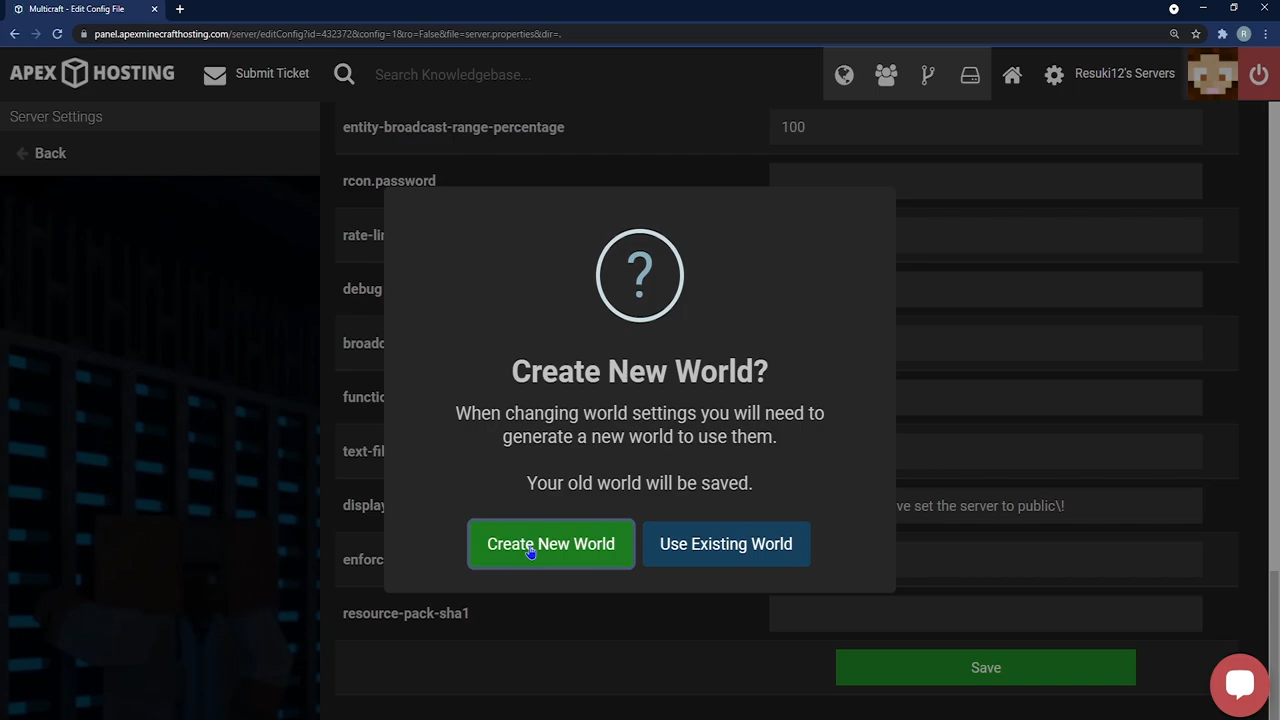 Multicraft - Edit Config File
panel.apexminecrafthosting.com/server/editConfig?id=432372&config=1&ro=False&file=server.properties&dir=.
R
APEX HOSTING
Submit Ticket
Search Knowledgebase...
Resuki12's Servers
Server Settings
Back
entity-broadcast-range-percentage
100
rcon.password
rate-li
debug
broadc
functio
text-fil
display
ve set the server to public\!
enforc
resource-pack-sha1
Save
?
Create New World?
When changing world settings you will need to
generate a new world to use them.
Your old world will be saved.
Create New World
Use Existing World